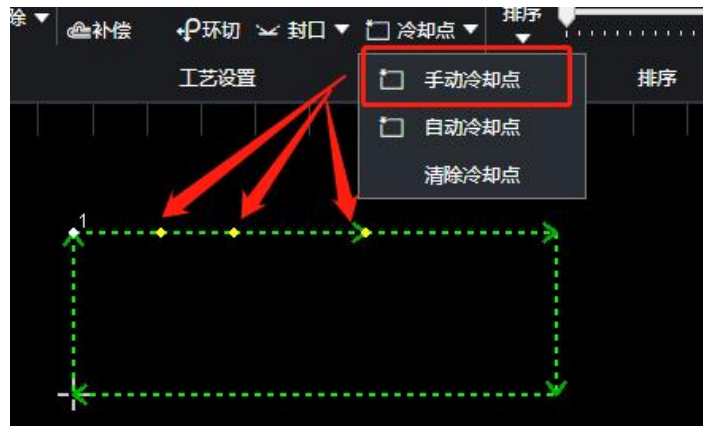 除 补偿 环切 封口 冷却点 排序
工艺设置 手动冷却点 排序
自动冷却点
清除冷却点
1